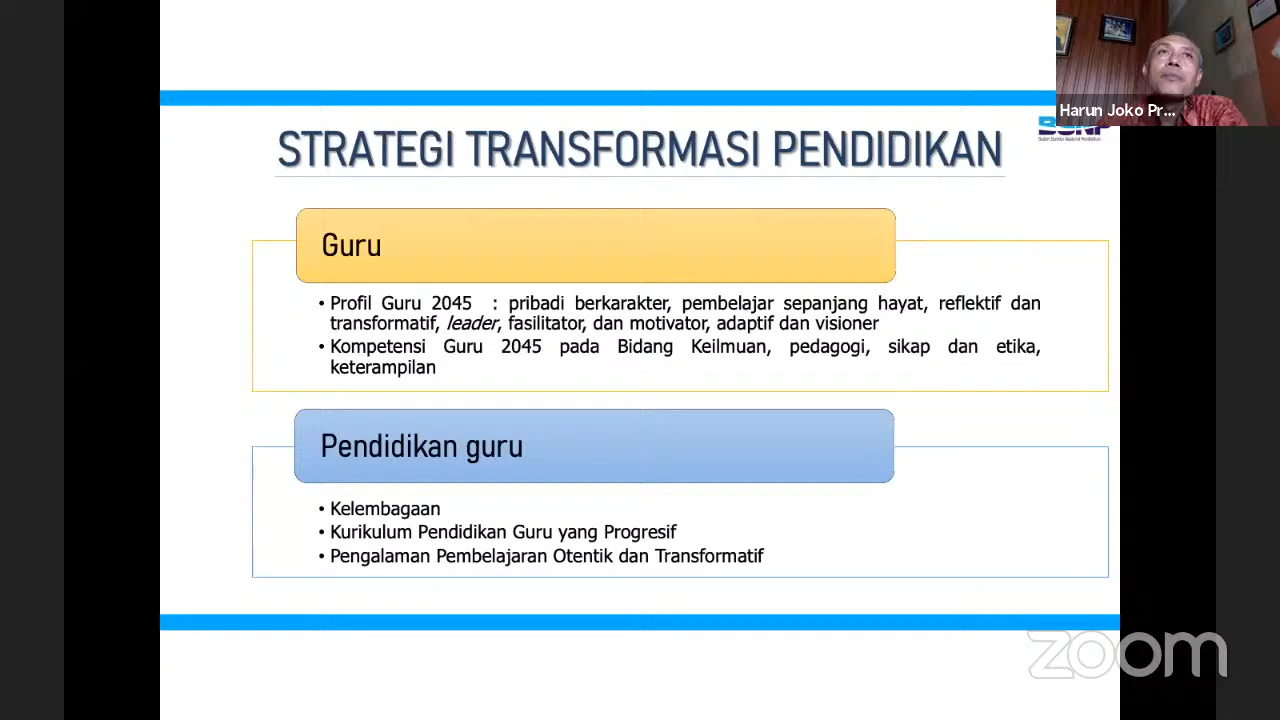 Harun Joko Pr...
BSNP
STRATEGI TRANSFORMASI PENDIDIKAN
Guru
• Profil Guru 2045 : pribadi berkarakter, pembelajar sepanjang hayat, reflektif dan
transformatif, leader, fasilitator, dan motivator, adaptif dan visioner
• Kompetensi Guru 2045 pada Bidang Keilmuan, pedagogi, sikap dan etika,
keterampilan
Pendidikan guru
• Kelembagaan
• Kurikulum Pendidikan Guru yang Progresif
• Pengalaman Pembelajaran Otentik dan Transformatif
zoom